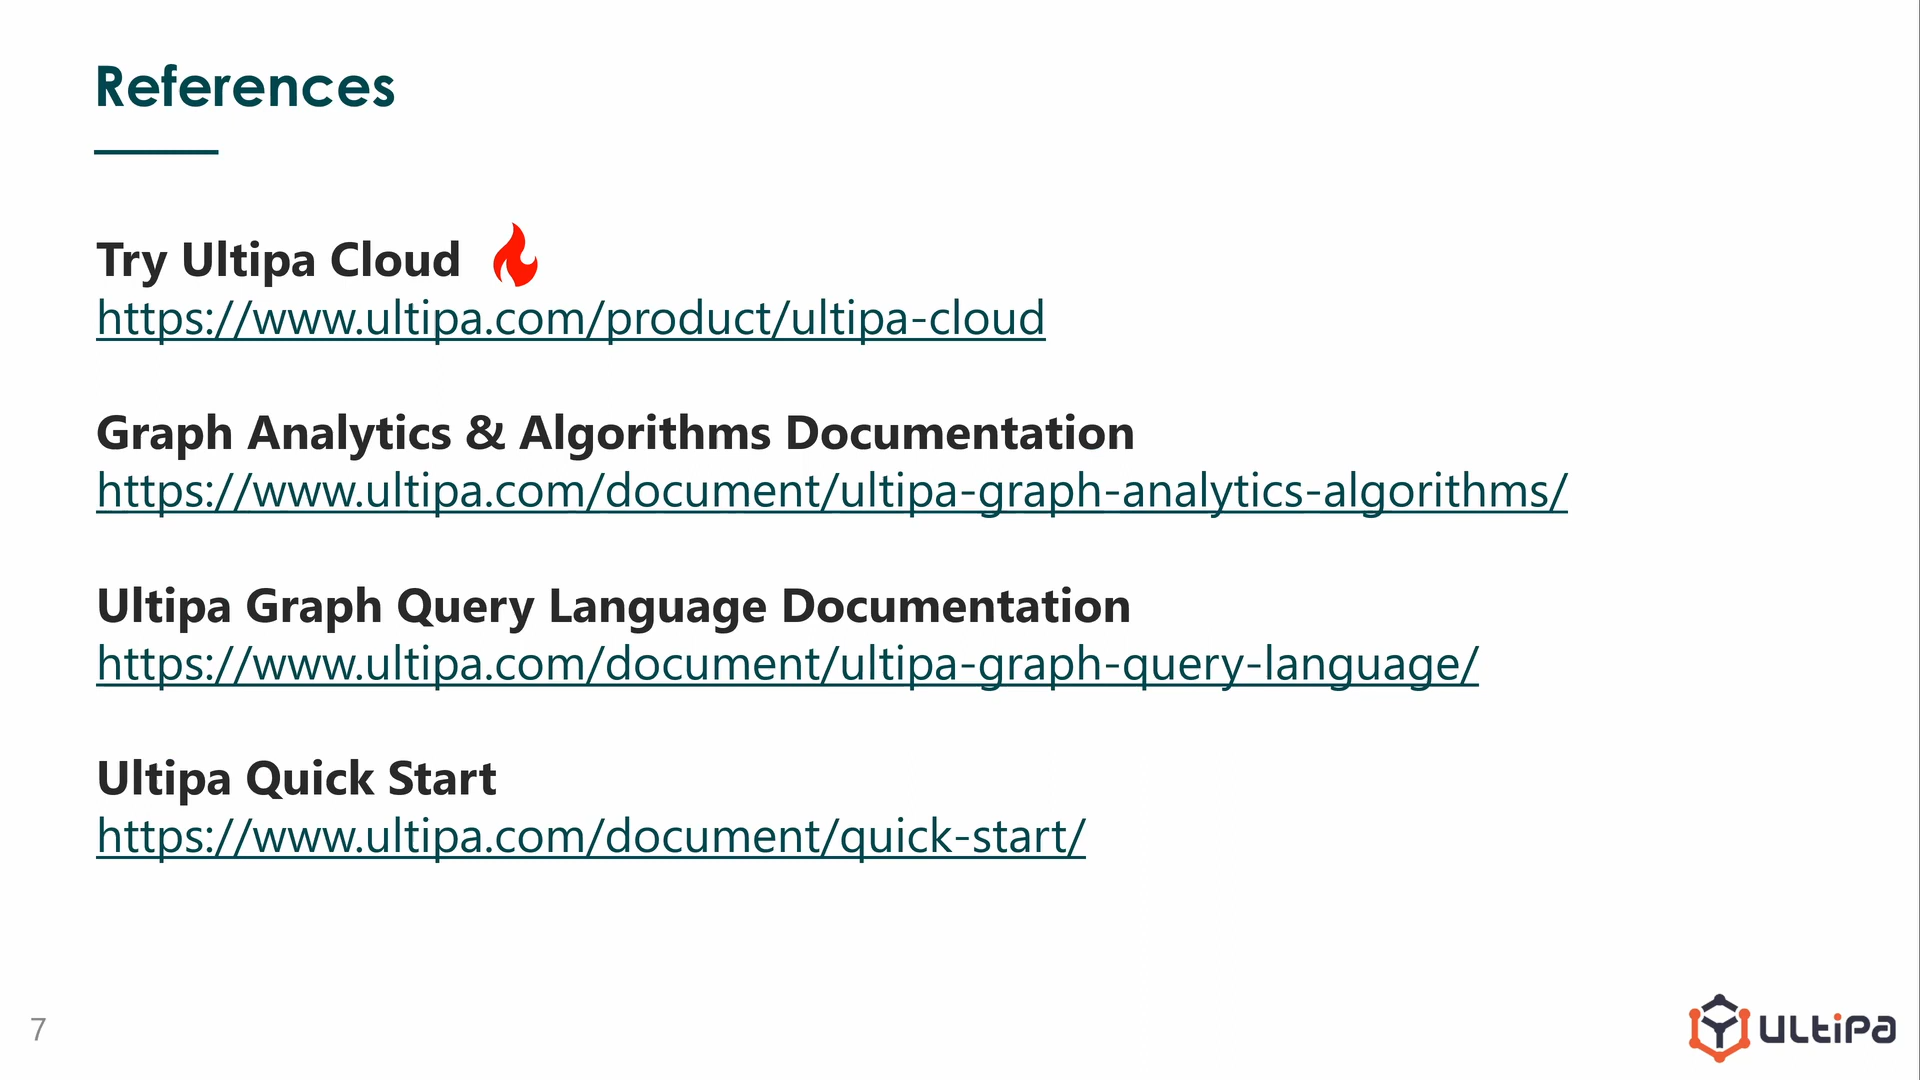 References
Try Ultipa Cloud
https://www.ultipa.com/product/ultipa-cloud
Graph Analytics & Algorithms Documentation
https://www.ultipa.com/document/ultipa-graph-analytics-algorithms/
Ultipa Graph Query Language Documentation
https://www.ultipa.com/document/ultipa-graph-query-language/
Ultipa Quick Start
https://www.ultipa.com/document/quick-start/
7
ULtiPa